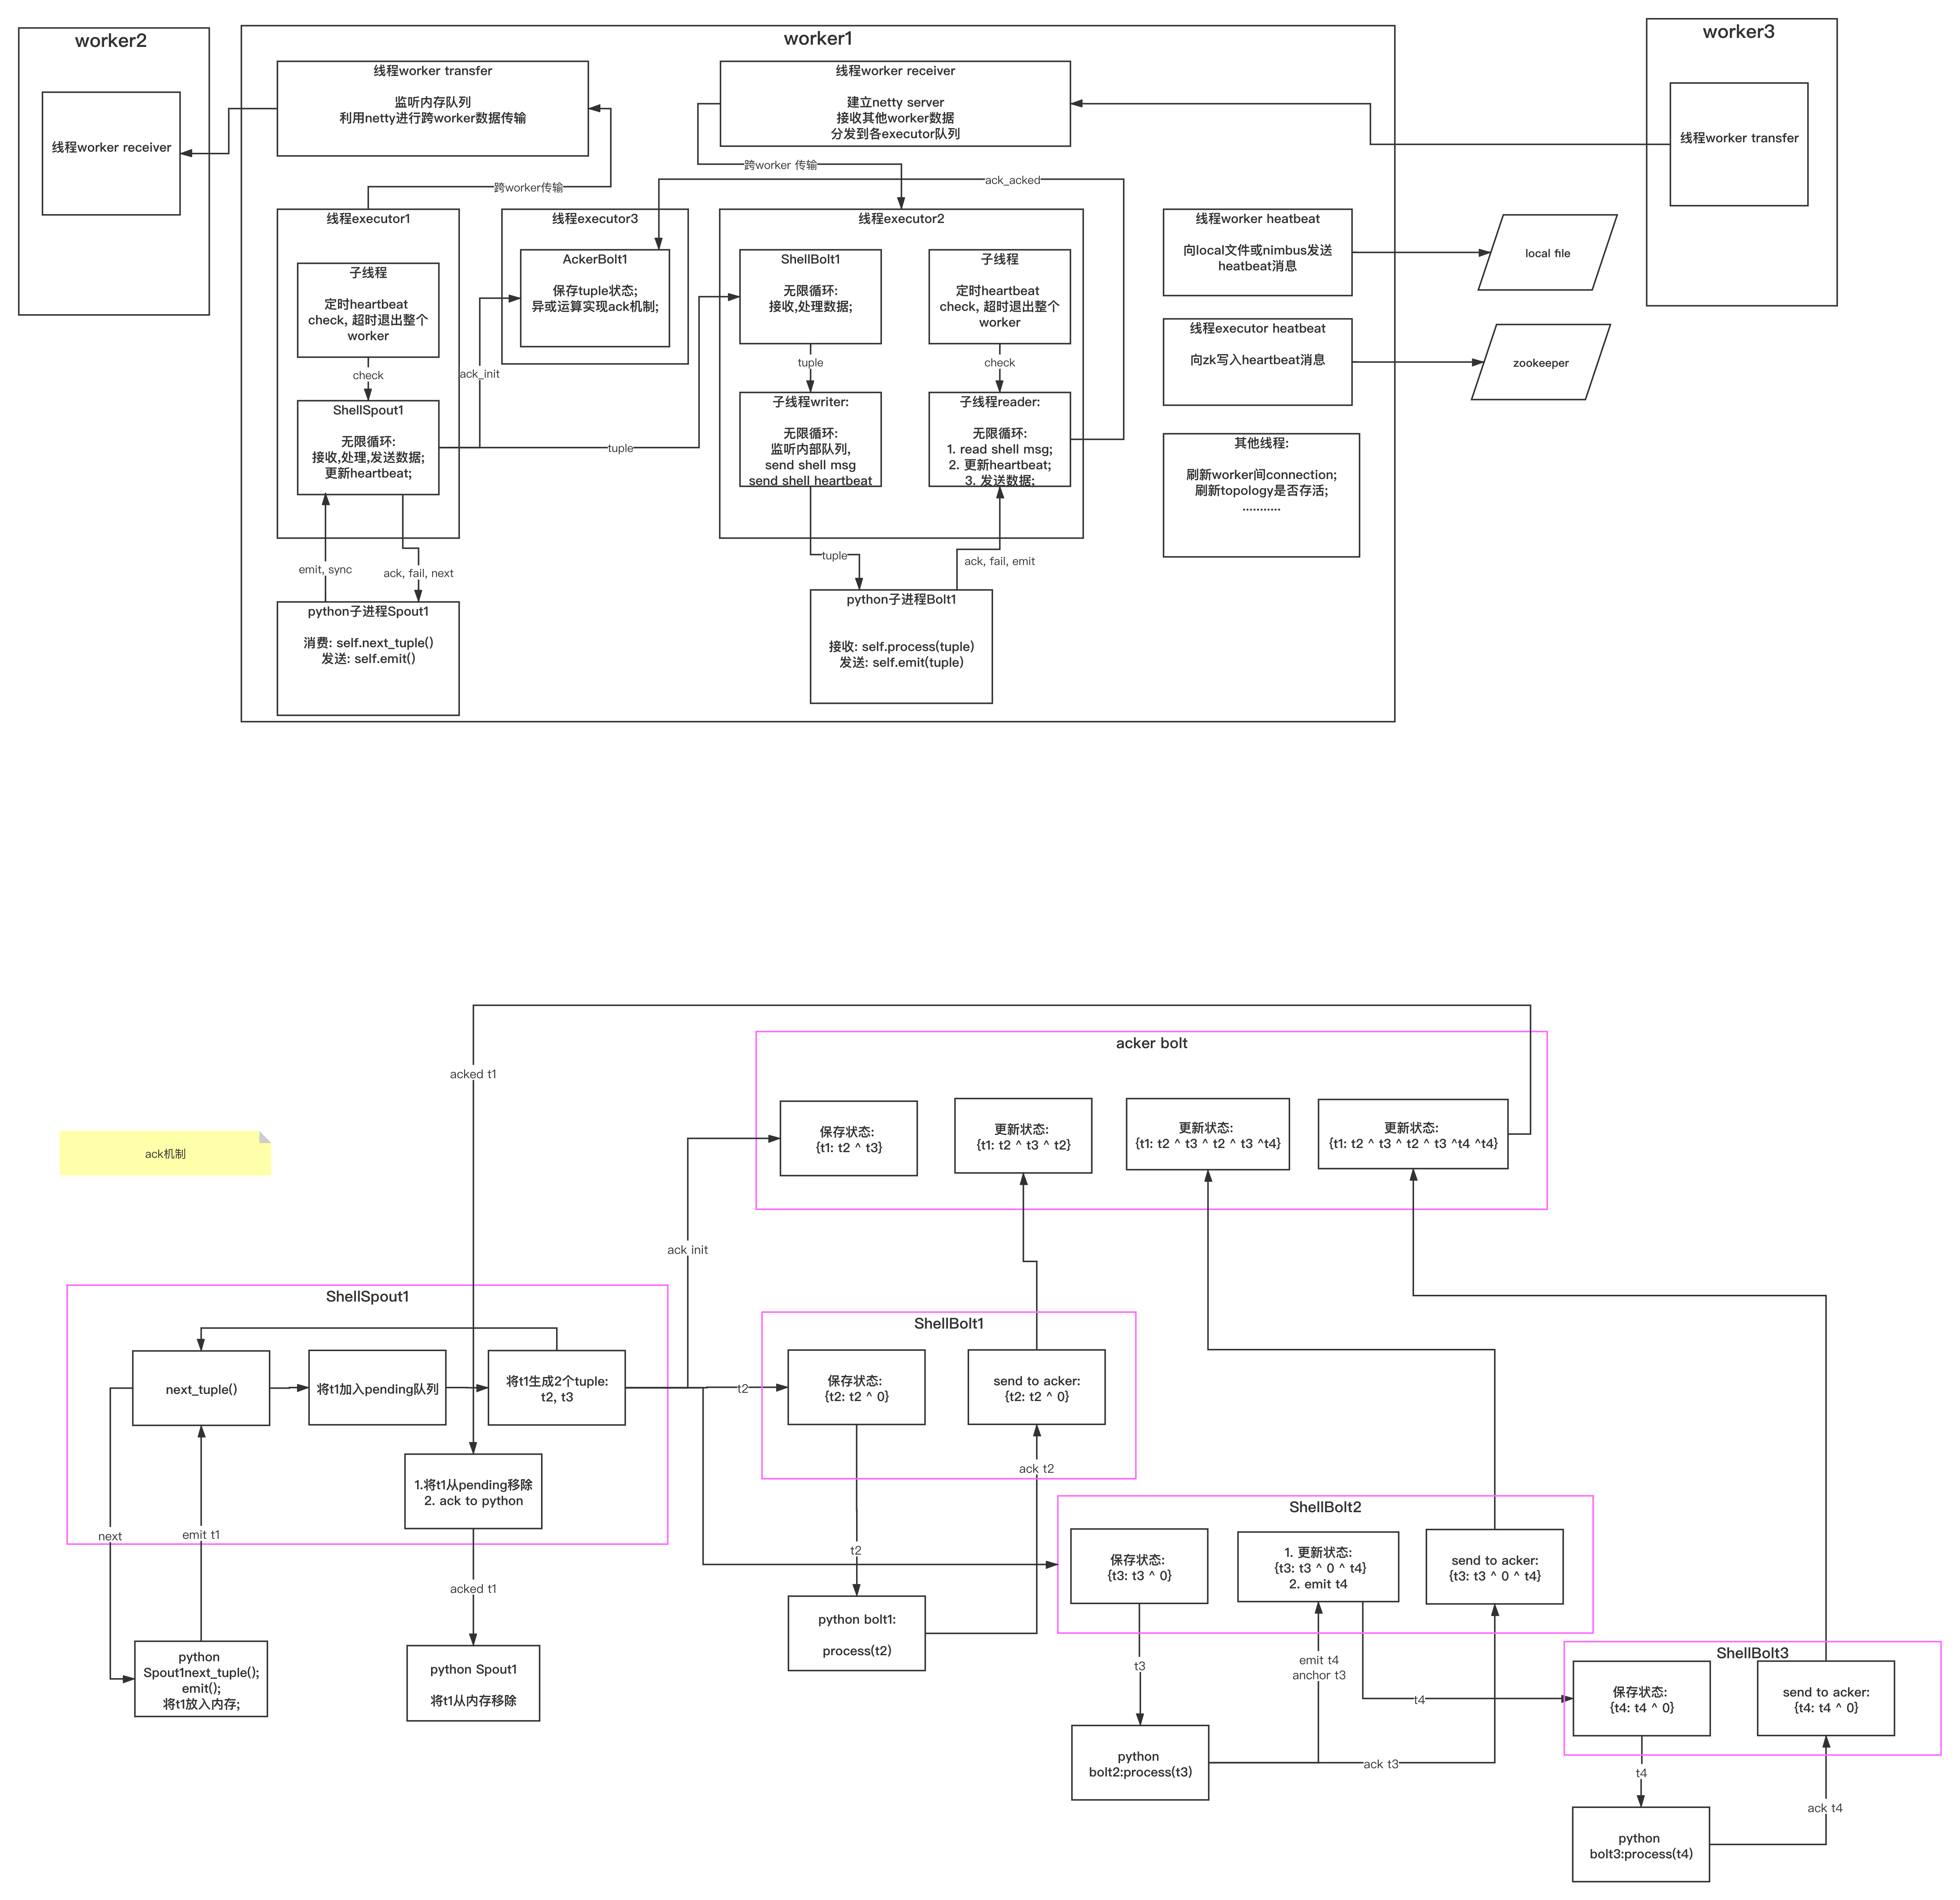 worker2
线程worker receiver
worker1
线程worker transfer
监听内存队列
利用netty进行跨worker数据传输
线程worker receiver
建立netty server
接收其他worker数据
分发到各executor队列
worker3
线程worker transfer
跨worker传输
跨worker 传输
ack_acked
线程executor1
子线程
定时heartbeat
check, 超时退出整个
worker
check
ShellSpout1
无限循环:
接收,处理,发送数据;
更新heartbeat;
emit, sync
ack, fail, next
python子进程Spout1
消费: self.next_tuple()
发送: self.emit()
线程executor3
AckerBolt1
保存tuple状态;
异或运算实现ack机制;
ack_init
tuple
线程executor2
ShellBolt1
无限循环:
接收,处理数据;
tuple
子线程writer:
无限循环:
监听内部队列,
send shell msg
send shell heartbeat
子线程
定时heartbeat
check, 超时退出整个
worker
check
子线程reader:
无限循环:
1. read shell msg;
2. 更新heartbeat;
3. 发送数据;
tuple
ack, fail, emit
python子进程Bolt1
接收: self.process(tuple)
发送: self.emit(tuple)
线程worker heatbeat
向local文件或nimbus发送
heatbeat消息
local file
线程executor heatbeat
向zk写入heartbeat消息
zookeeper
其他线程:
刷新worker间connection;
刷新topology是否存活;
...........
ack机制
acked t1
acker bolt
保存状态:
{t1: t2 ^ t3}
更新状态:
{t1: t2 ^ t3 ^ t2}
更新状态:
{t1: t2 ^ t3 ^ t2 ^ t3 ^t4}
更新状态:
{t1: t2 ^ t3 ^ t2 ^ t3 ^t4 ^t4}
ack init
ShellSpout1
next_tuple()
将t1加入pending队列
将t1生成2个tuple:
t2, t3
1.将t1从pending移除
2. ack to python
next
emit t1
acked t1
python
Spout1next_tuple();
emit();
将t1放入内存;
python Spout1
将t1从内存移除
t2
ShellBolt1
保存状态:
{t2: t2 ^ 0}
send to acker:
{t2: t2 ^ 0}
ack t2
t2
python bolt1:
process(t2)
ShellBolt2
保存状态:
{t3: t3 ^ 0}
1. 更新状态:
{t3: t3 ^ 0 ^ t4}
2. emit t4
send to acker:
{t3: t3 ^ 0 ^ t4}
t3
emit t4
anchor t3
python
bolt2:process(t3)
ack t3
t4
ShellBolt3
保存状态:
{t4: t4 ^ 0}
send to acker:
{t4: t4 ^ 0}
t4
ack t4
python
bolt3:process(t4)